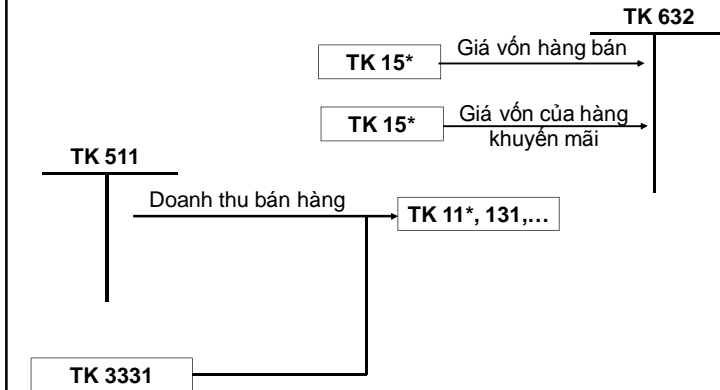 TK 632
TK 15*
Giá vốn hàng bán
TK 15*
Giá vốn của hàng
khuyến mãi
TK 511
Doanh thu bán hàng
TK 11*, 131,...
TK 3331